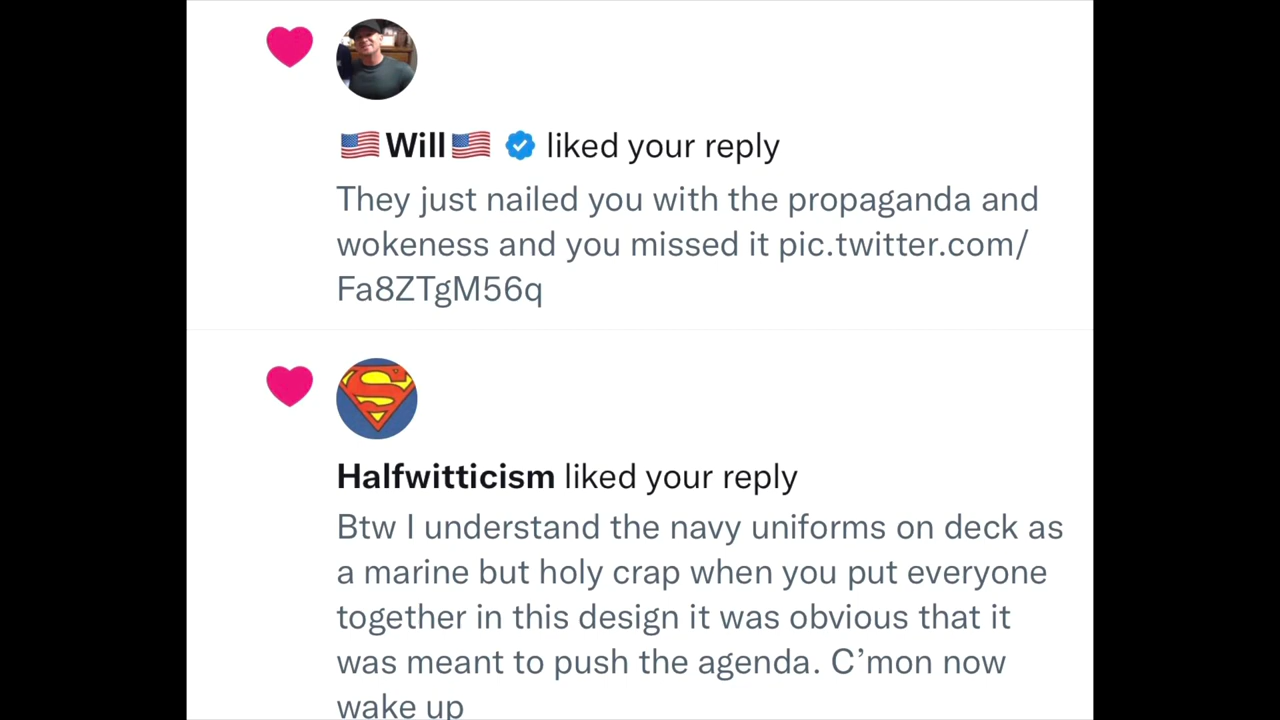 🇺🇸Will🇺🇸 liked your reply
They just nailed you with the propaganda and
wokeness and you missed it pic.twitter.com/
Fa8ZTgM56q
Halfwitticism liked your reply
Btw I understand the navy uniforms on deck as
a marine but holy crap when you put everyone
together in this design it was obvious that it
was meant to push the agenda. C’mon now
wake up